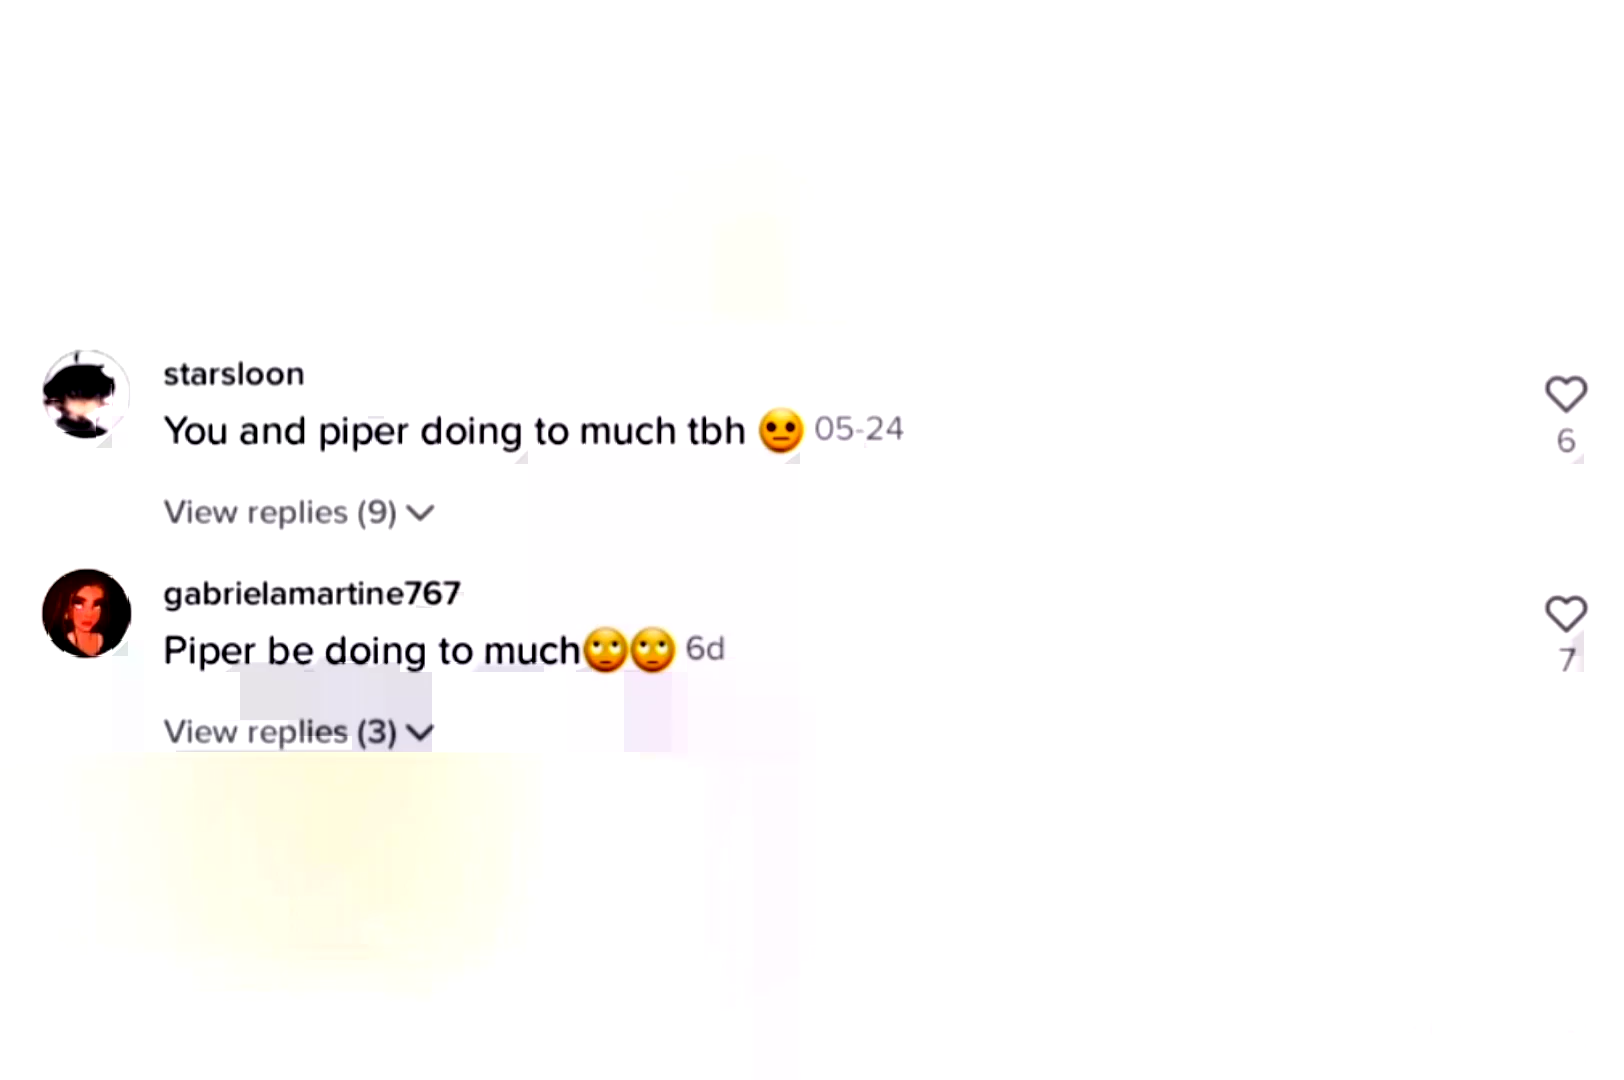 starsloon
You and piper doing to much tbh 😐 05-24
6
View replies (9)
gabrielamartine767
Piper be doing to much🙄🙄 6d
7
View replies (3)